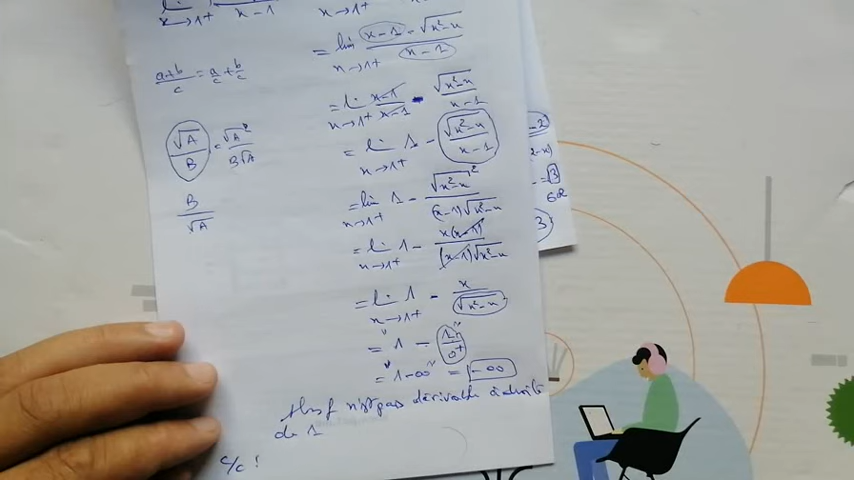 lim
x→1⁺ x-1 x→1⁺
= lim x-1 - √x²-x / x-1
x→1⁺
a+b/c = a/c + b/c
= lim x-1/x-1 - √x²-x / x-1
x→1⁺
√A/B = √A²/B√A
= lim 1 - √x²-x / x-1
x→1⁺
B/√A
= lim 1 - √x²-x² / (x-1)√x²-x
x→1⁺
= lim 1 - x(x-1) / (x-1)√x²-x
x→1⁺
= lim 1 - x / √x²-x
x→1⁺
= "1 - 1/0⁺"
= "1-∞" = -∞
n'est pas dérivable à droite
de 1
c/c :